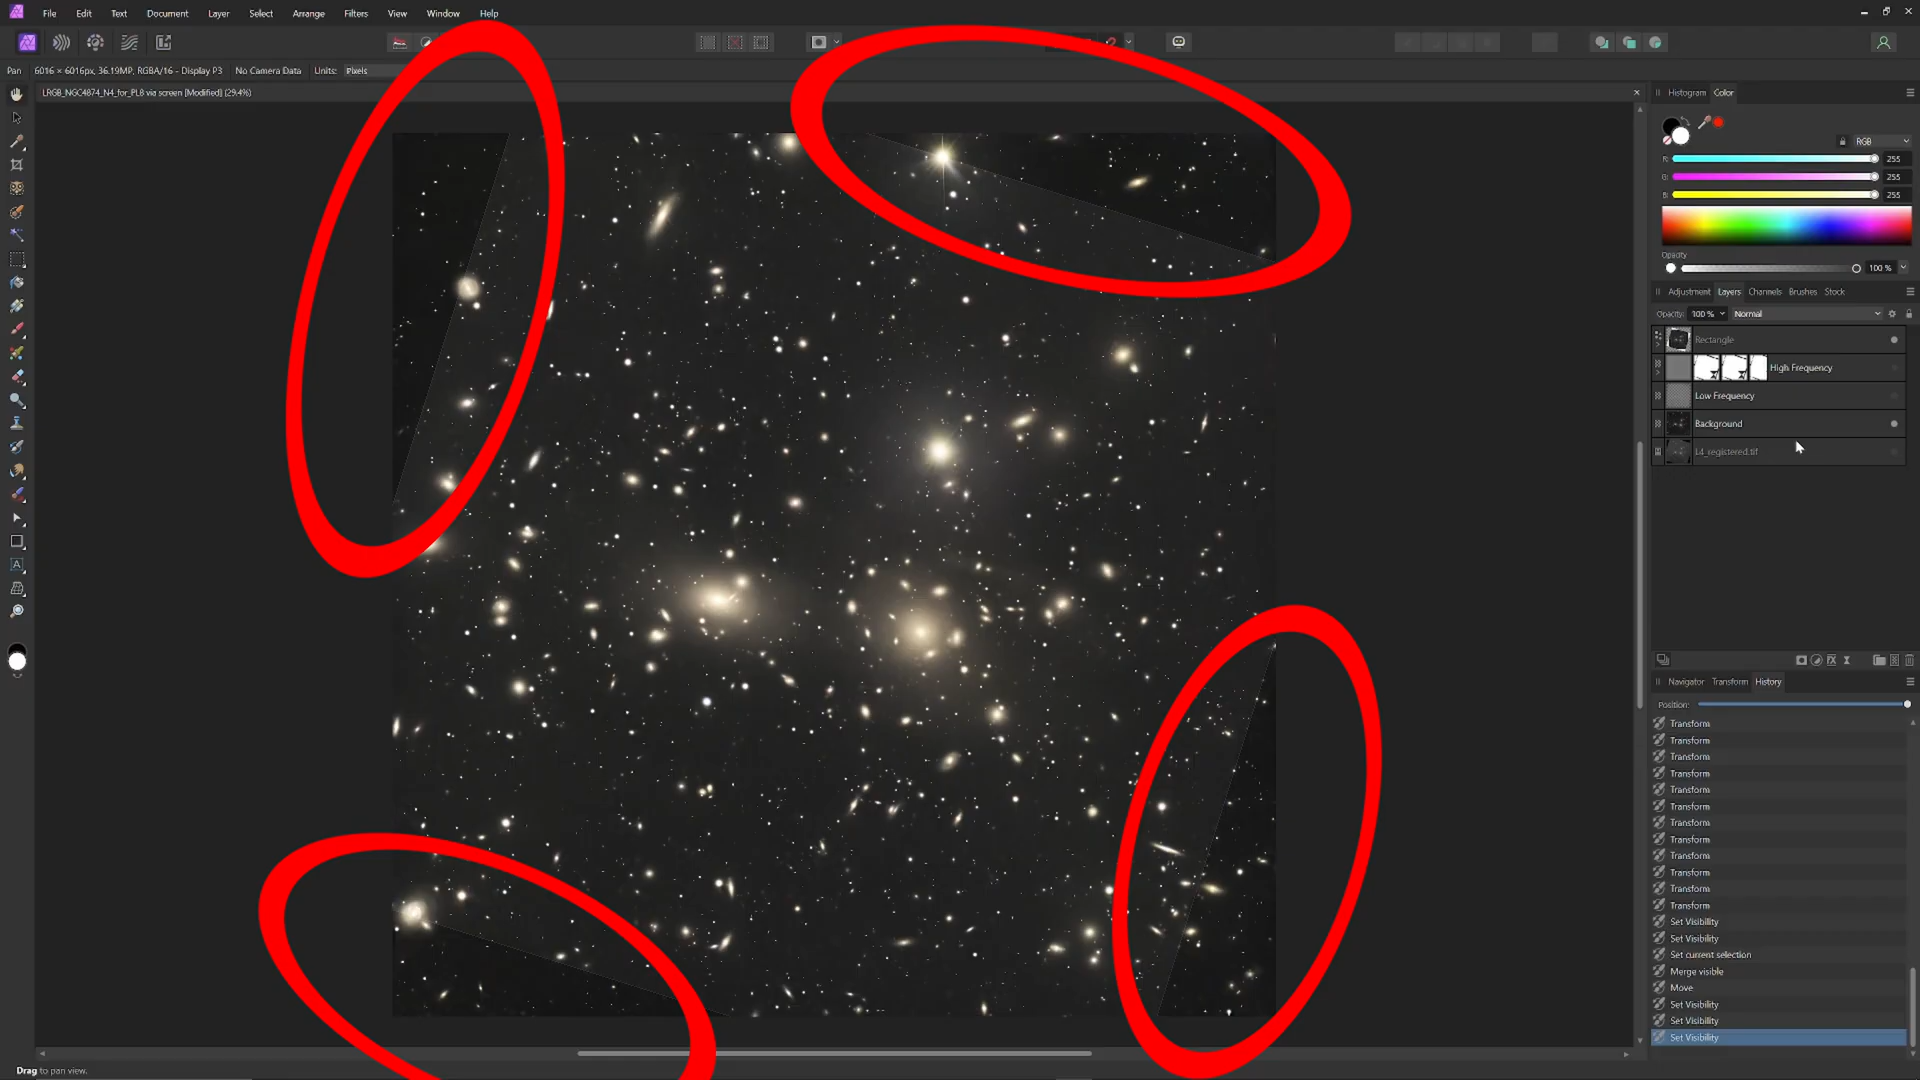 File Edit Text Document Layer Select Arrange Filters View Window Help
Pan 6016 × 6016px, 36.19MP, RGBA/16 - Display P3 No Camera Data Units: Pixels
LRGB_NGC4874_N4_for_PL8 via screen [Modified] (29.4%)
Histogram Color
RGB
R: 255
G: 255
B: 255
Opacity
100 %
Adjustment Layers Channels Brushes Stock
Opacity: 100 % Normal
Rectangle
High Frequency
Low Frequency
Background
L4_registered.tif
Navigator Transform History
Position:
Transform
Transform
Transform
Transform
Transform
Transform
Transform
Transform
Transform
Transform
Transform
Transform
Set Visibility
Set Visibility
Set current selection
Merge visible
Move
Set Visibility
Set Visibility
Set Visibility
Drag to pan view.